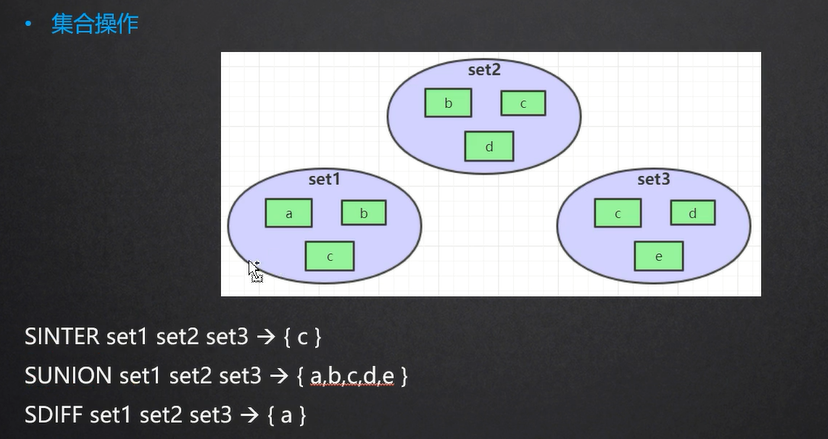 • 集合操作
set2
b c
d
set1
a b
c
set3
c d
e
SINTER set1 set2 set3 → { c }
SUNION set1 set2 set3 → { a,b,c,d,e }
SDIFF set1 set2 set3 → { a }